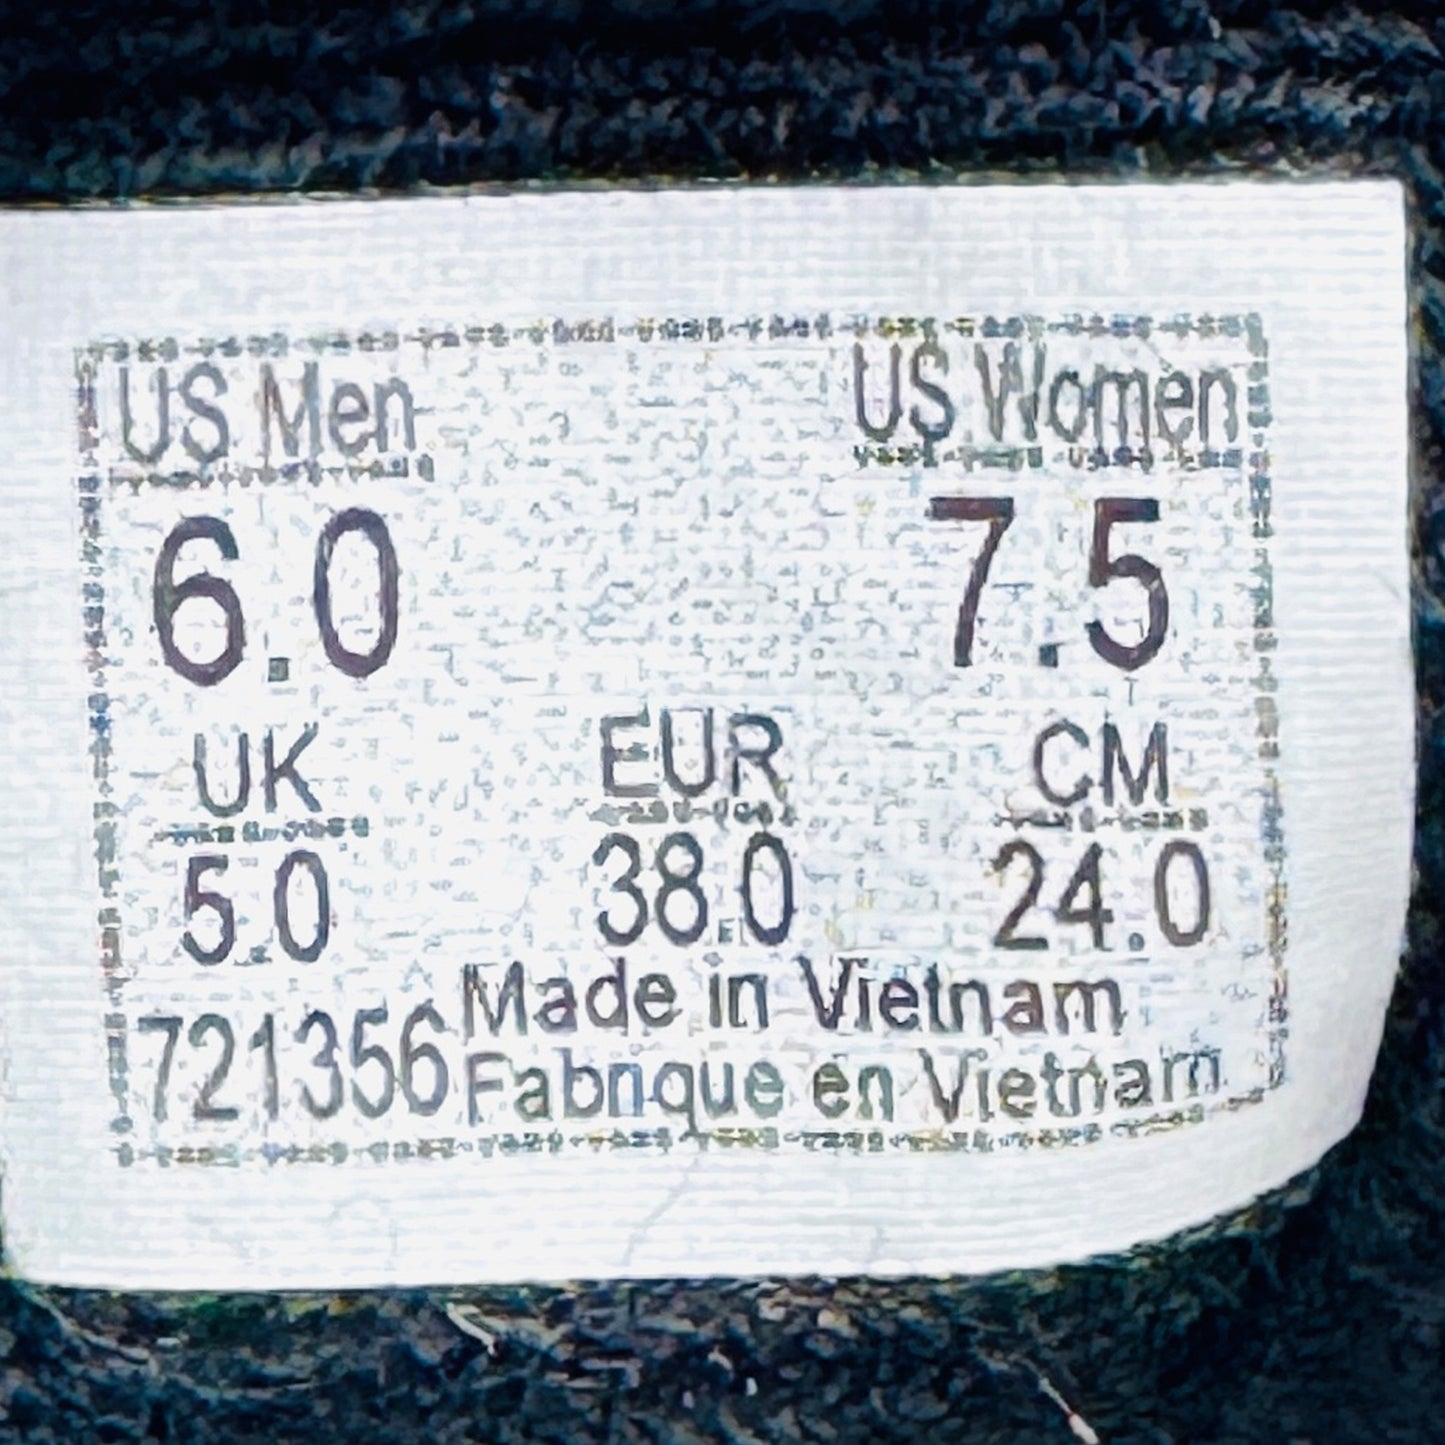 US Men US Women
6.0 7.5
UK EUR CM
5.0 38.0 24.0
721356 Made in Vietnam
Fabrique en Vietnam